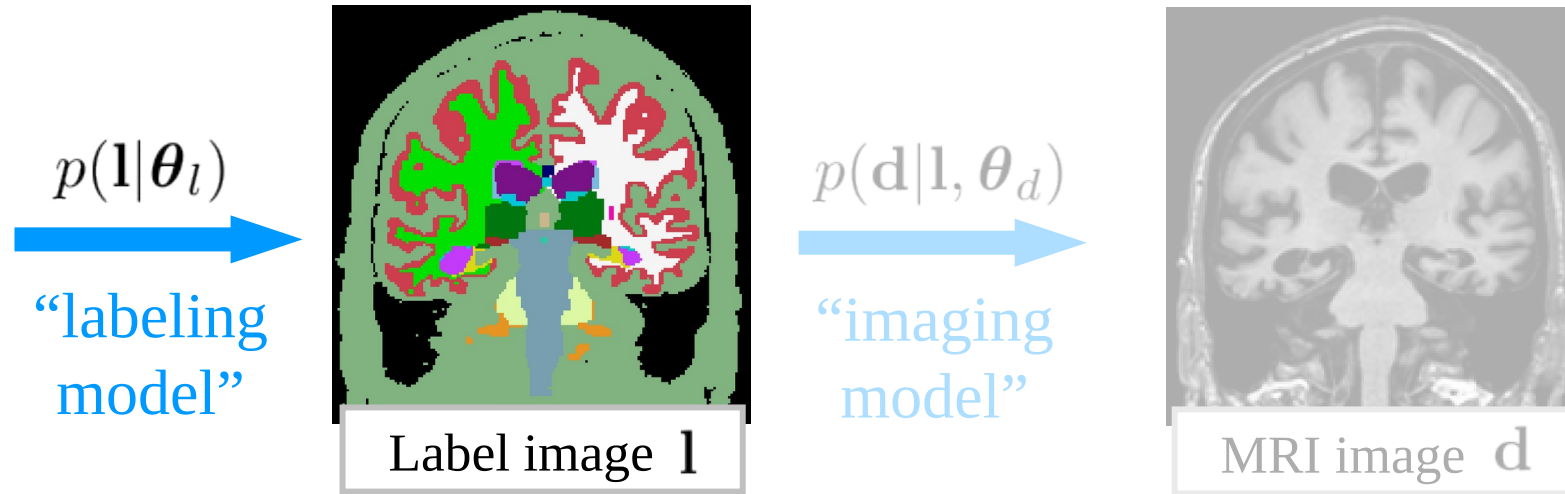 p(l|θ_l)
“labeling
model”
Label image l
p(d|l, θ_d)
“imaging
model”
MRI image d